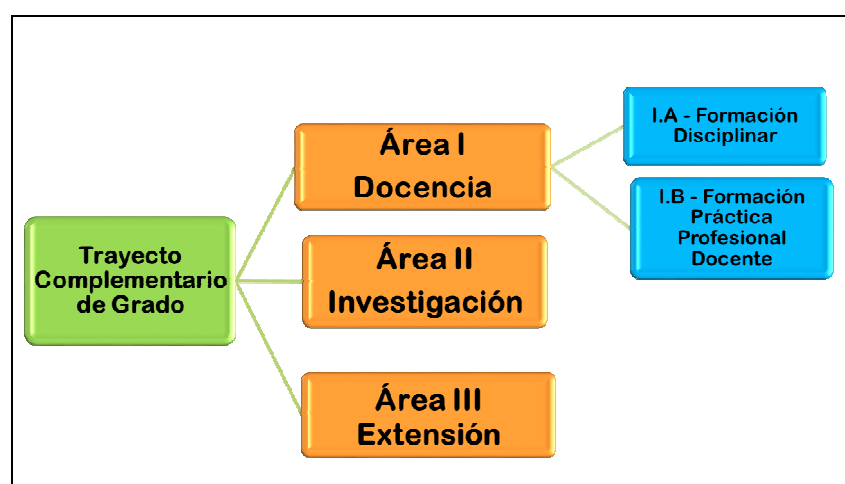 Trayecto
Complementario
de Grado
Área I
Docencia
Área II
Investigación
Área III
Extensión
I.A - Formación
Disciplinar
I.B - Formación
Práctica
Profesional
Docente